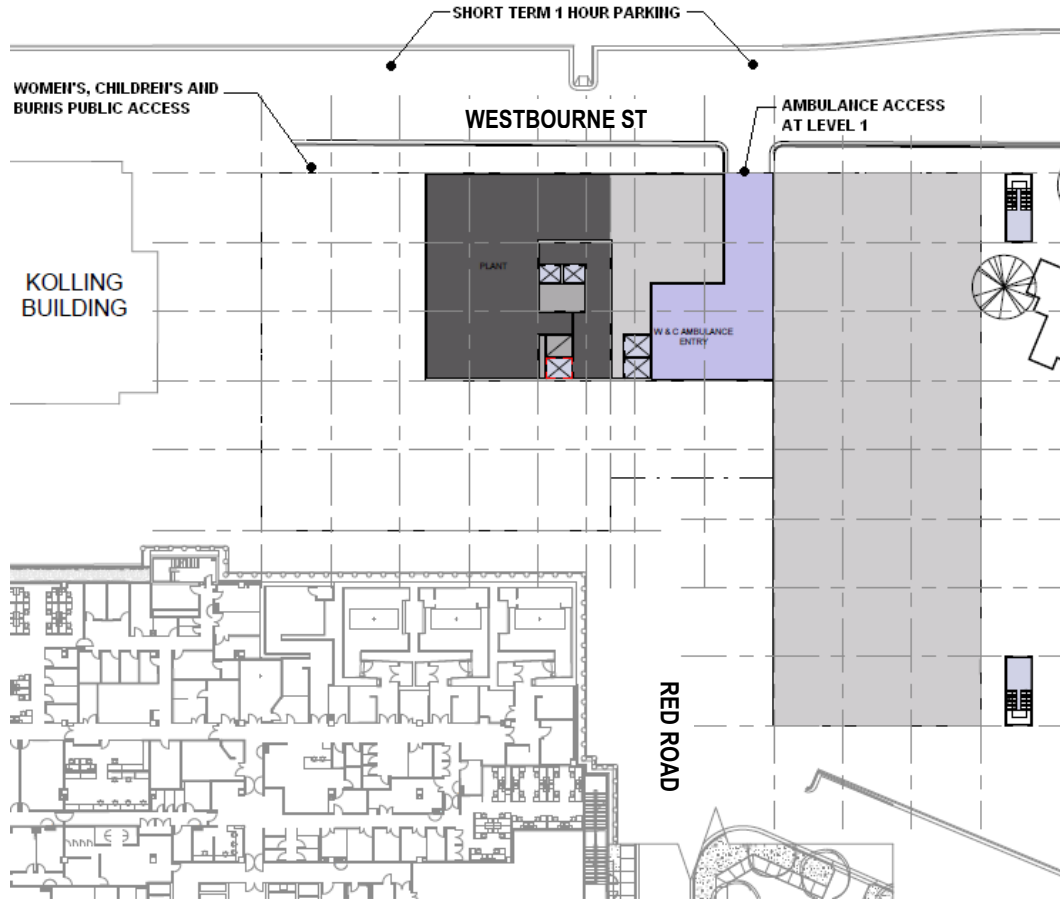 SHORT TERM 1 HOUR PARKING
WOMEN'S, CHILDREN'S AND
BURNS PUBLIC ACCESS
WESTBOURNE ST
AMBULANCE ACCESS
AT LEVEL 1
KOLLING
BUILDING
PLANT
W & C AMBULANCE
ENTRY
RED ROAD